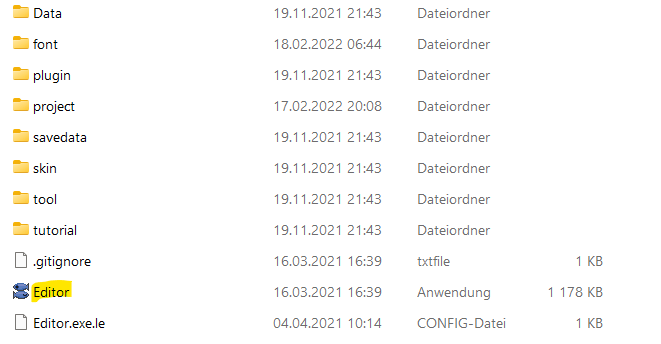 Data 19.11.2021 21:43 Dateiordner
font 18.02.2022 06:44 Dateiordner
plugin 19.11.2021 21:43 Dateiordner
project 17.02.2022 20:08 Dateiordner
savedata 19.11.2021 21:43 Dateiordner
skin 19.11.2021 21:43 Dateiordner
tool 19.11.2021 21:43 Dateiordner
tutorial 19.11.2021 21:43 Dateiordner
.gitignore 16.03.2021 16:39 txtfile 1 KB
Editor 16.03.2021 16:39 Anwendung 1 178 KB
Editor.exe.le 04.04.2021 10:14 CONFIG-Datei 1 KB